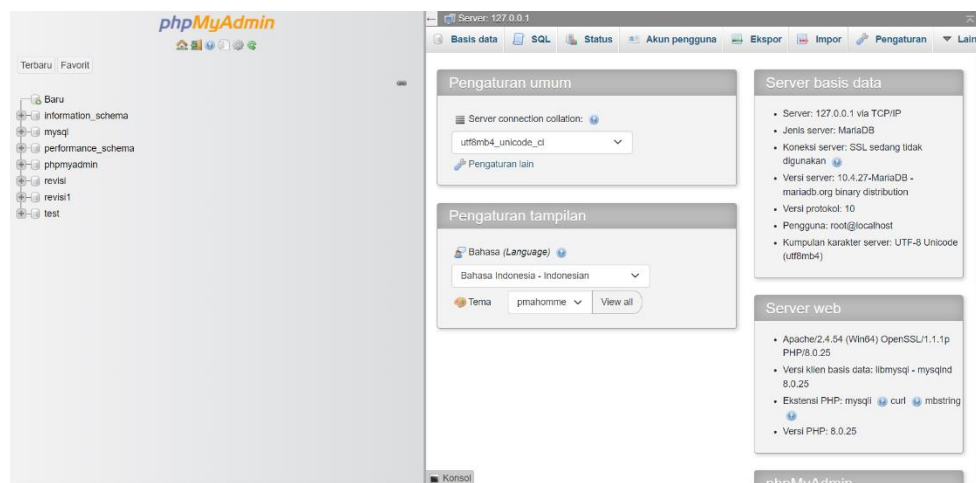 phpMyAdmin
Terbaru Favorit
Baru
information_schema
mysql
performance_schema
phpmyadmin
revisi
revisi1
test
Server: 127.0.0.1
Basis data SQL Status Akun pengguna Ekspor Impor Pengaturan Lain
Pengaturan umum
Server connection collation:
utf8mb4_unicode_ci
Pengaturan lain
Pengaturan tampilan
Bahasa (Language)
Bahasa Indonesia - Indonesian
Tema pmahomme View all
Server basis data
• Server: 127.0.0.1 via TCP/IP
• Jenis server: MariaDB
• Koneksi server: SSL sedang tidak
digunakan
• Versi server: 10.4.27-MariaDB -
mariadb.org binary distribution
• Versi protokol: 10
• Pengguna: root@localhost
• Kumpulan karakter server: UTF-8 Unicode
(utf8mb4)
Server web
• Apache/2.4.54 (Win64) OpenSSL/1.1.1p
PHP/8.0.25
• Versi klien basis data: libmysql - mysqlnd
8.0.25
• Ekstensi PHP: mysqli curl mbstring
• Versi PHP: 8.0.25
phpMyAdmin
Konsol